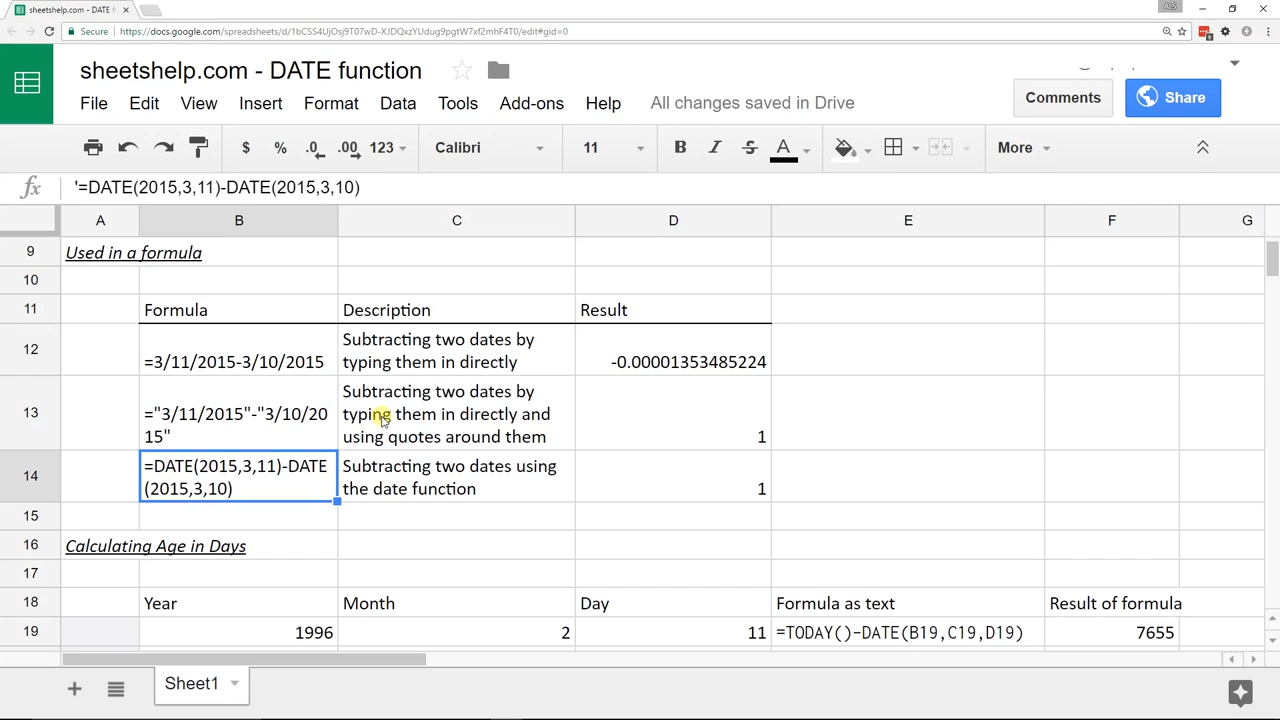 sheetshelp.com - DATE f
ALS
Secure https://docs.google.com/spreadsheets/d/1bCSS4UjOsj9T07wD-XJDQxzYUdug9pgtW7xf2mhF4T0/edit#gid=0
sheetshelp.com - DATE function
File Edit View Insert Format Data Tools Add-ons Help All changes saved in Drive
Comments Share
$ % .0 .00 123 Calibri 11 B I S A More
fx '=DATE(2015,3,11)-DATE(2015,3,10)
A B C D E F G
9 Used in a formula
10
11 Formula Description Result
12 =3/11/2015-3/10/2015 Subtracting two dates by
typing them in directly -0.00001353485224
13 ="3/11/2015"-"3/10/20
15" Subtracting two dates by
typing them in directly and
using quotes around them 1
14 =DATE(2015,3,11)-DATE
(2015,3,10) Subtracting two dates using
the date function 1
15
16 Calculating Age in Days
17
18 Year Month Day Formula as text Result of formula
19 1996 2 11 =TODAY()-DATE(B19,C19,D19) 7655
Sheet1